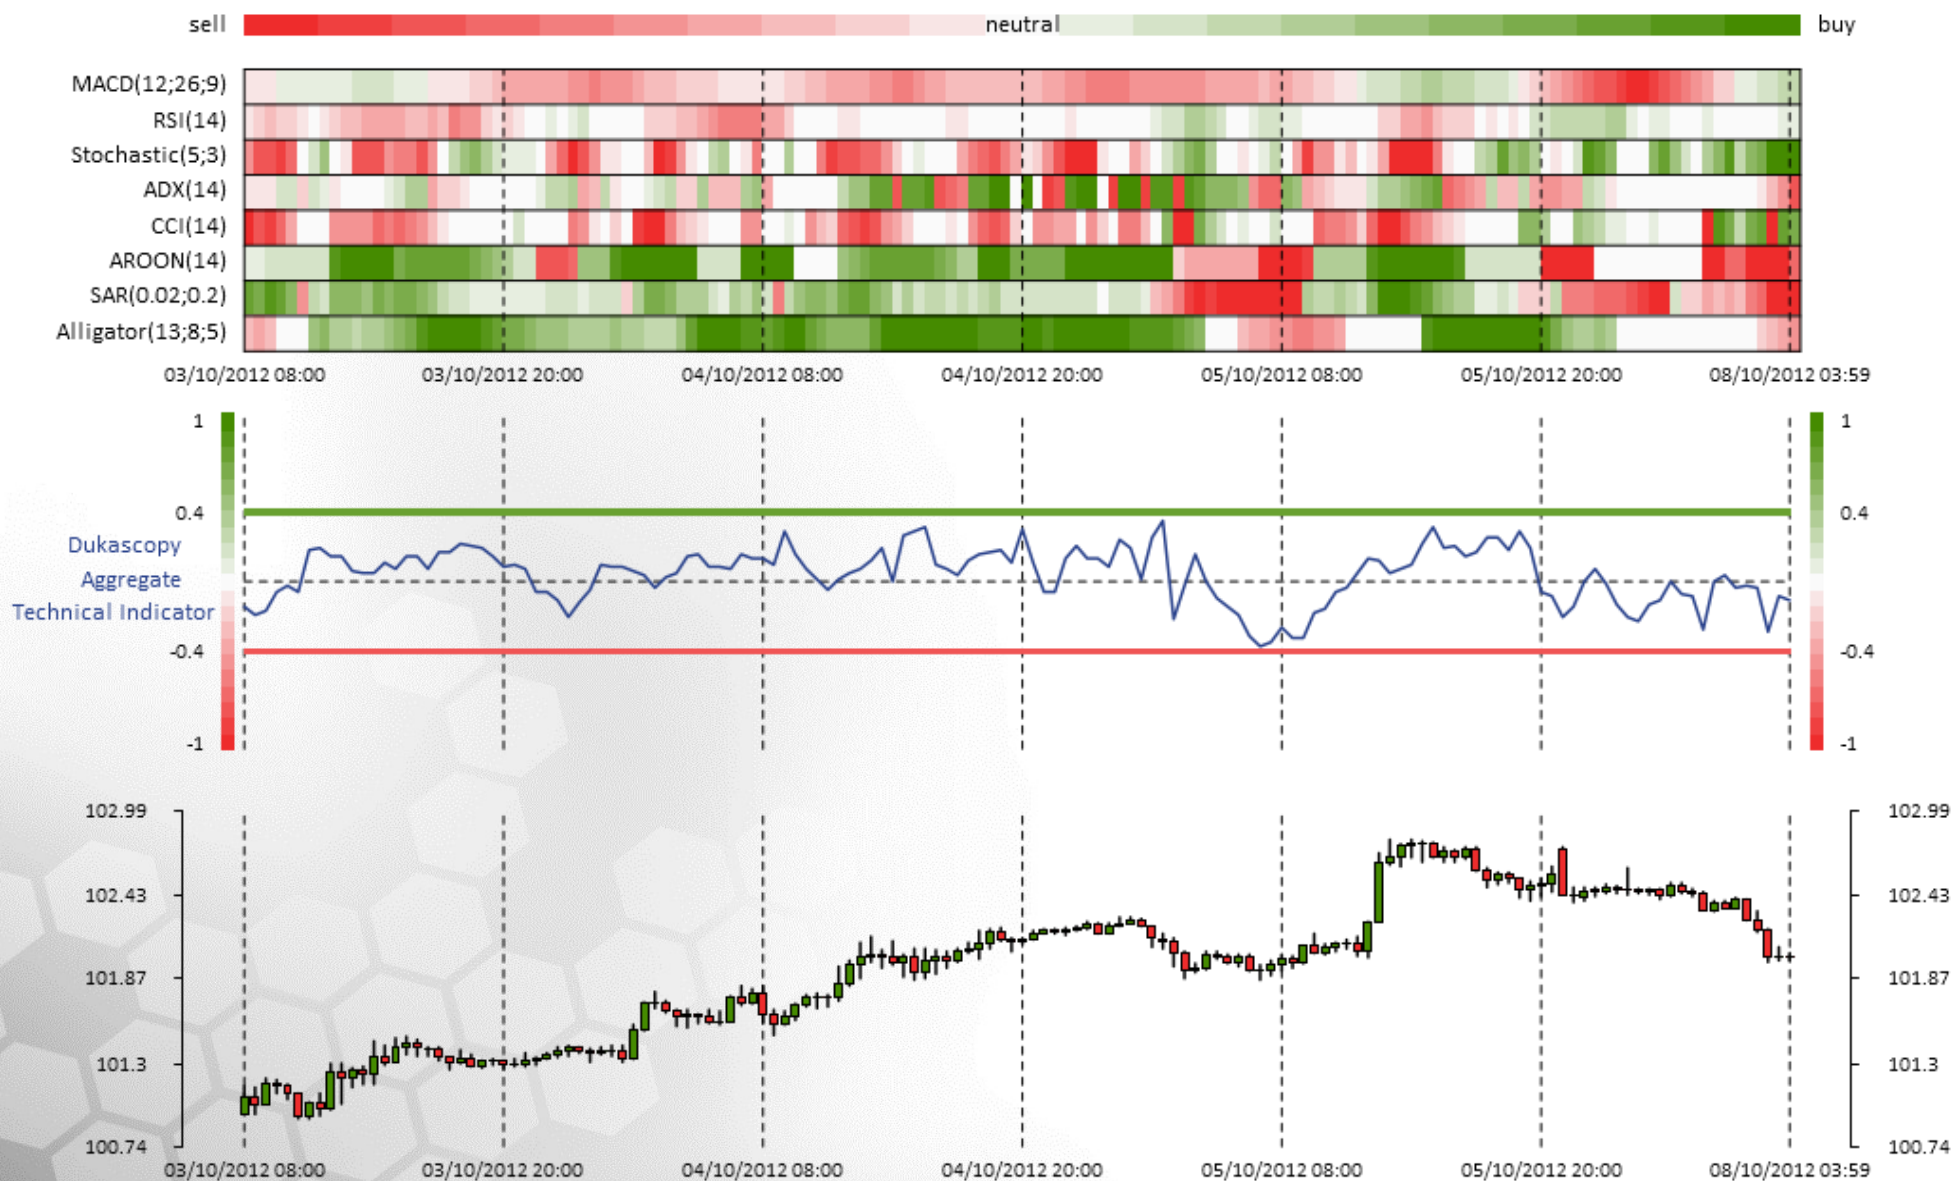 sell neutral buy
MACD(12;26;9)
RSI(14)
Stochastic(5;3)
ADX(14)
CCI(14)
AROON(14)
SAR(0.02;0.2)
Alligator(13;8;5)
03/10/2012 08:00 03/10/2012 20:00 04/10/2012 08:00 04/10/2012 20:00 05/10/2012 08:00 05/10/2012 20:00 08/10/2012 03:59
1 1
0.4 0.4
Dukascopy
Aggregate
Technical Indicator
-0.4 -0.4
-1 -1
102.99 102.99
102.43 102.43
101.87 101.87
101.3 101.3
100.74 100.74
03/10/2012 08:00 03/10/2012 20:00 04/10/2012 08:00 04/10/2012 20:00 05/10/2012 08:00 05/10/2012 20:00 08/10/2012 03:59